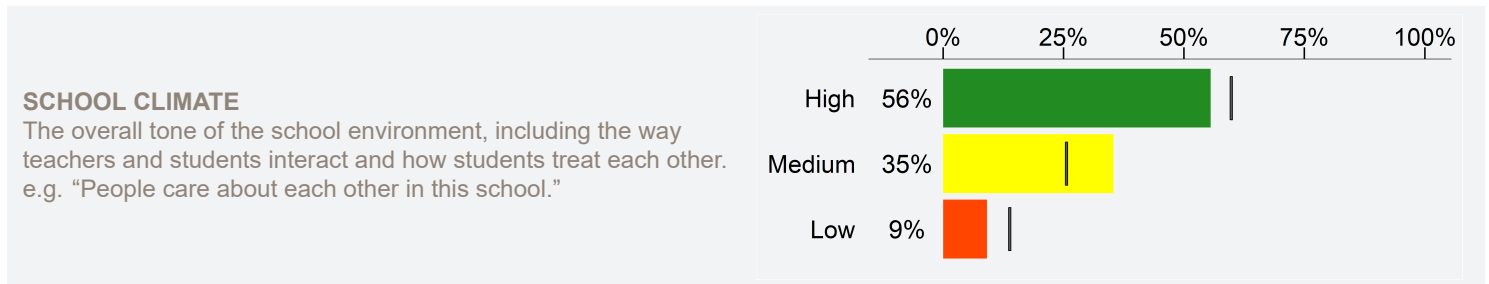 SCHOOL CLIMATE
The overall tone of the school environment, including the way
teachers and students interact and how students treat each other.
e.g. “People care about each other in this school.”
0% 25% 50% 75% 100%
High 56%
Medium 35%
Low 9%